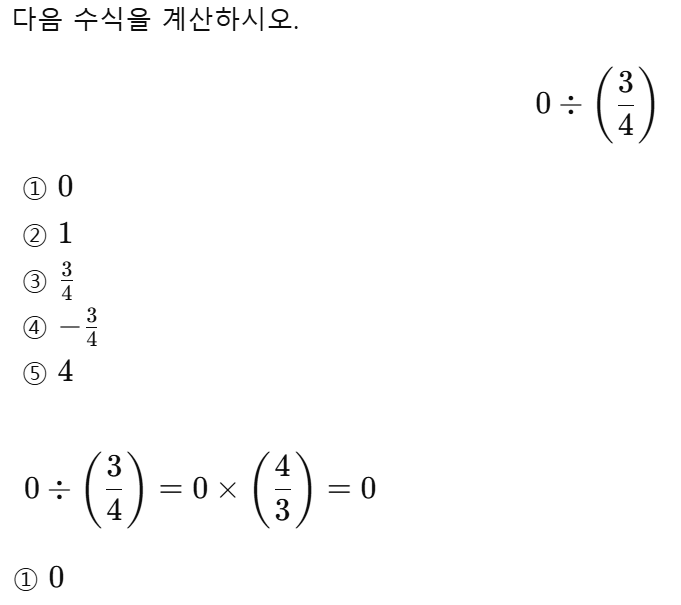 다음 수식을 계산하시오.
0 ÷ (3/4)
① 0
② 1
③ 3/4
④ −3/4
⑤ 4
0 ÷ (3/4) = 0 × (4/3) = 0
① 0